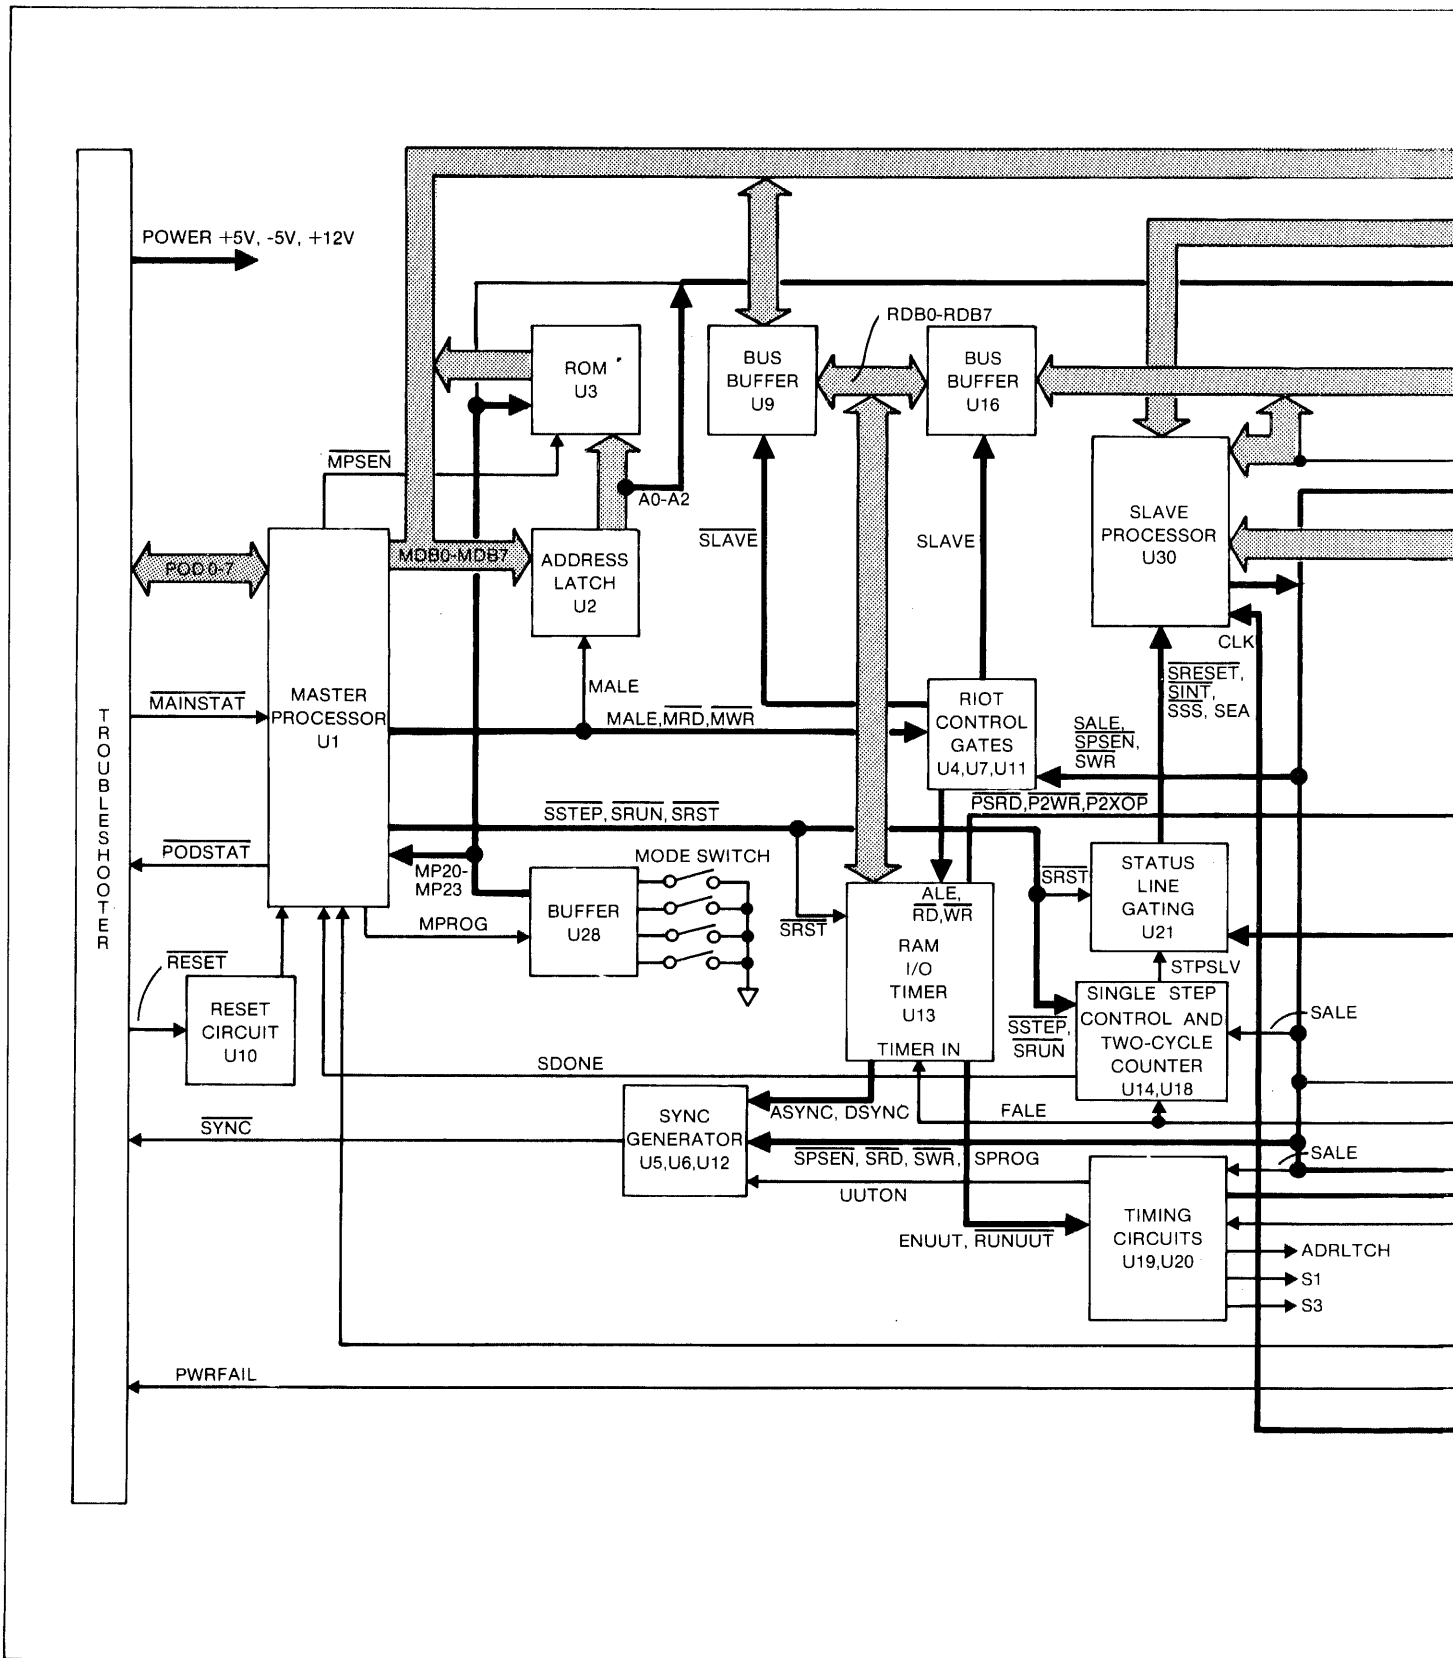 TROUBLESHOOTER
POWER +5V, -5V, +12V
RDB0-RDB7
ROM
U3
BUS
BUFFER
U9
BUS
BUFFER
U16
MPSEN
A0-A2
SLAVE
SLAVE
SLAVE
PROCESSOR
U30
POD 0-7
MDB0-MDB7
ADDRESS
LATCH
U2
CLK
MAINSTAT
MASTER
PROCESSOR
U1
MALE
MALE, MRD, MWR
RIOT
CONTROL
GATES
U4,U7,U11
SRESET,
SINT,
SSS, SEA
SALE,
SPSEN,
SWR
SSTEP, SRUN, SRST
PSRD,P2WR,P2XOP
PODSTAT
MP20-
MP23
MODE SWITCH
MPROG
BUFFER
U28
SRST
ALE,
RD,WR
RAM
I/O
TIMER
U13
TIMER IN
SRST
STATUS
LINE
GATING
U21
STPSLV
RESET
RESET
CIRCUIT
U10
SSTEP,
SRUN
SINGLE STEP
CONTROL AND
TWO-CYCLE
COUNTER
U14,U18
SALE
SDONE
SYNC
SYNC
GENERATOR
U5,U6,U12
ASYNC, DSYNC
FALE
SPSEN, SRD, SWR, SPROG
SALE
UUTON
ENUUT, RUNUUT
TIMING
CIRCUITS
U19,U20
ADRLTCH
S1
S3
PWRFAIL